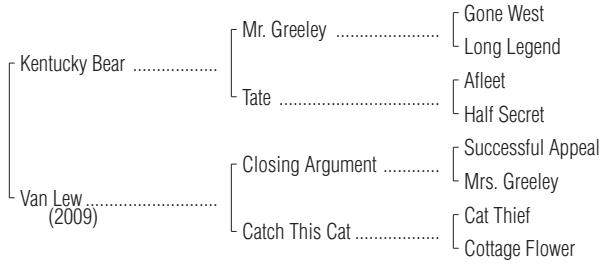 Gone West
Mr. Greeley ..................
Long Legend
Kentucky Bear .................
Afleet
Tate ................................
Half Secret
Successful Appeal
Closing Argument ...........
Mrs. Greeley
Van Lew ..........................
(2009)
Cat Thief
Catch This Cat .................
Cottage Flower